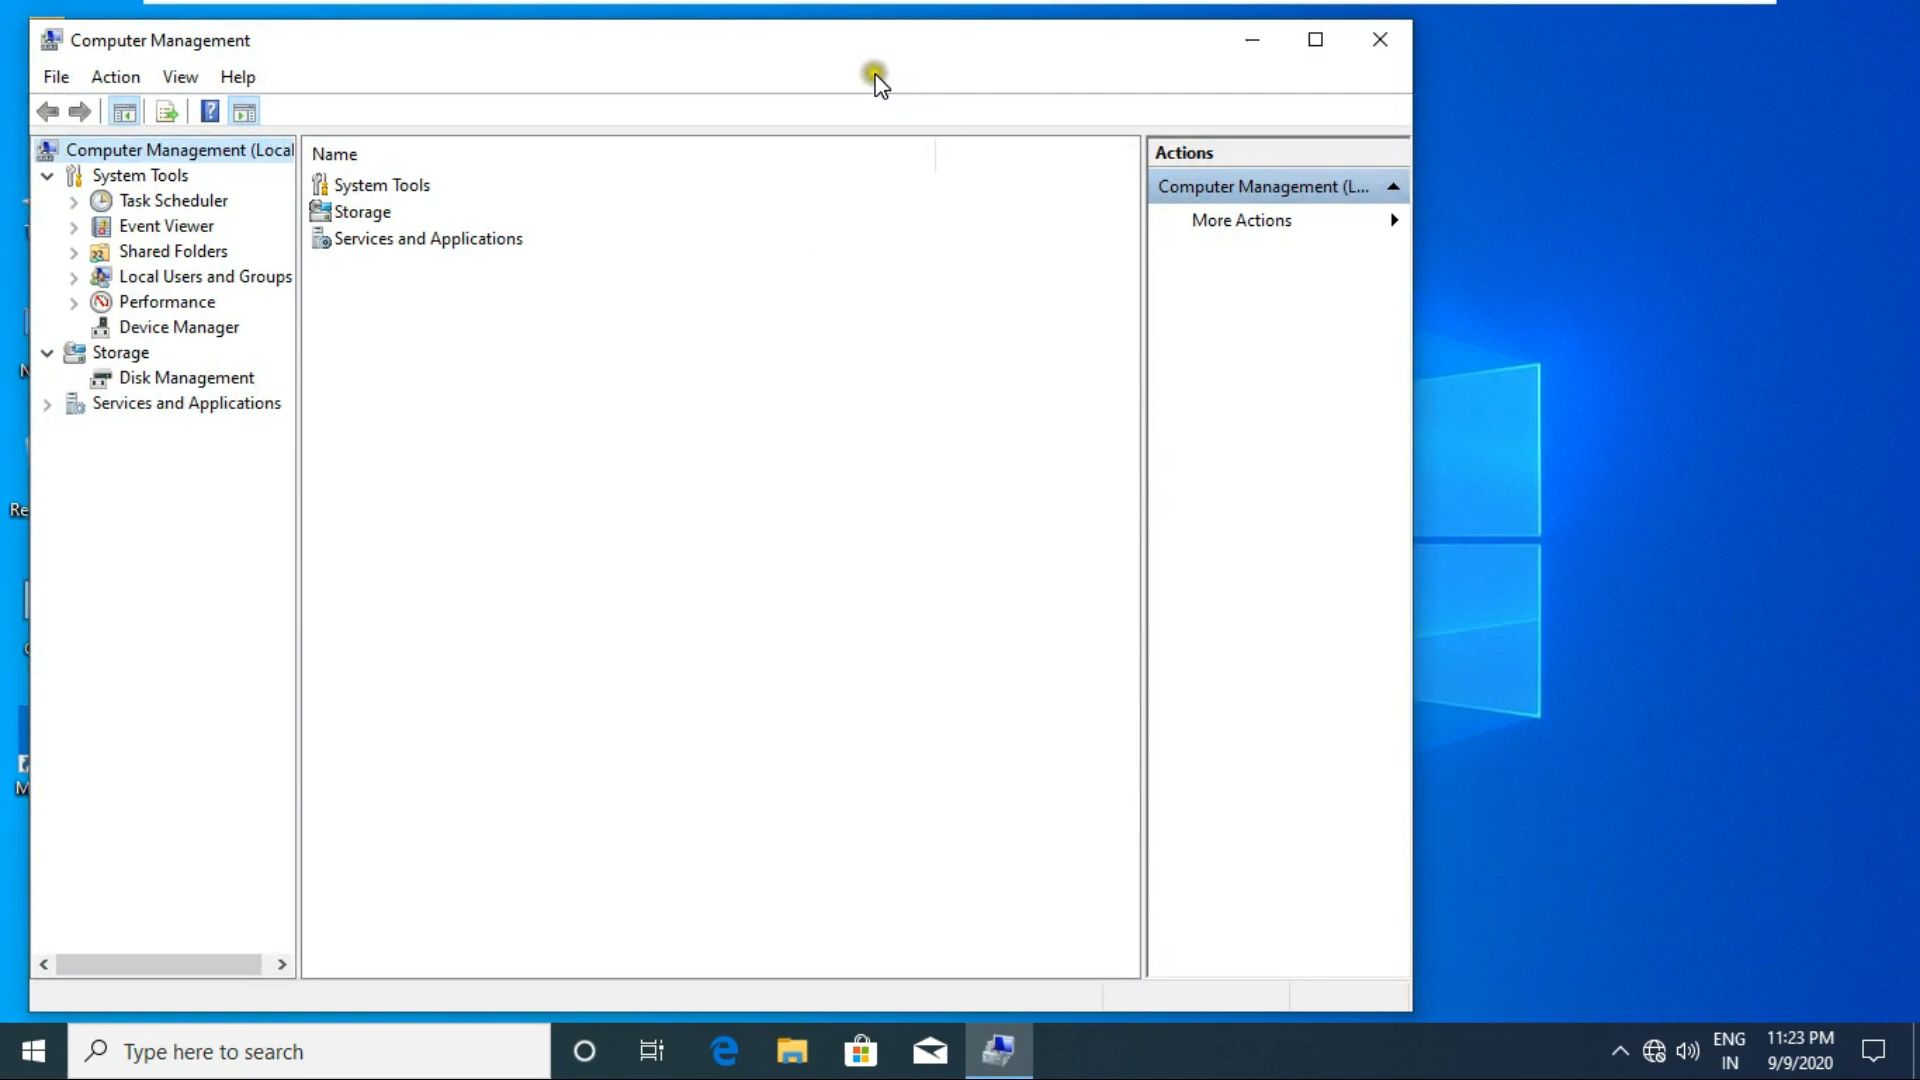 Computer Management
File Action View Help
Computer Management (Local
System Tools
Task Scheduler
Event Viewer
Shared Folders
Local Users and Groups
Performance
Device Manager
Storage
Disk Management
Services and Applications
Name
System Tools
Storage
Services and Applications
Actions
Computer Management (L...
More Actions
N
Re
M
Type here to search
ENG
IN
11:23 PM
9/9/2020